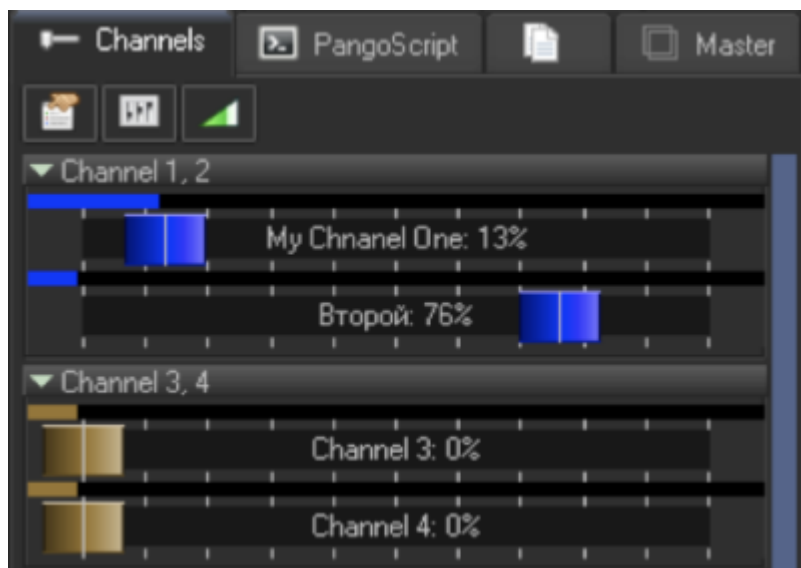 Channels PangoScript Master
Channel 1, 2
My Chnanel One: 13%
Второй: 76%
Channel 3, 4
Channel 3: 0%
Channel 4: 0%